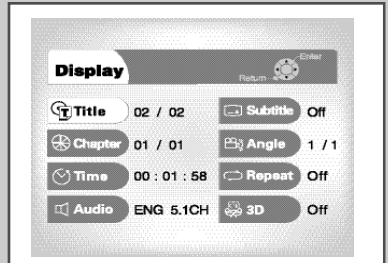 Enter
Display
Return
Title 02 / 02 Subtitle Off
Chapter 01 / 01 Angle 1 / 1
Time 00 : 01 : 58 Repeat Off
Audio ENG 5.1CH 3D Off